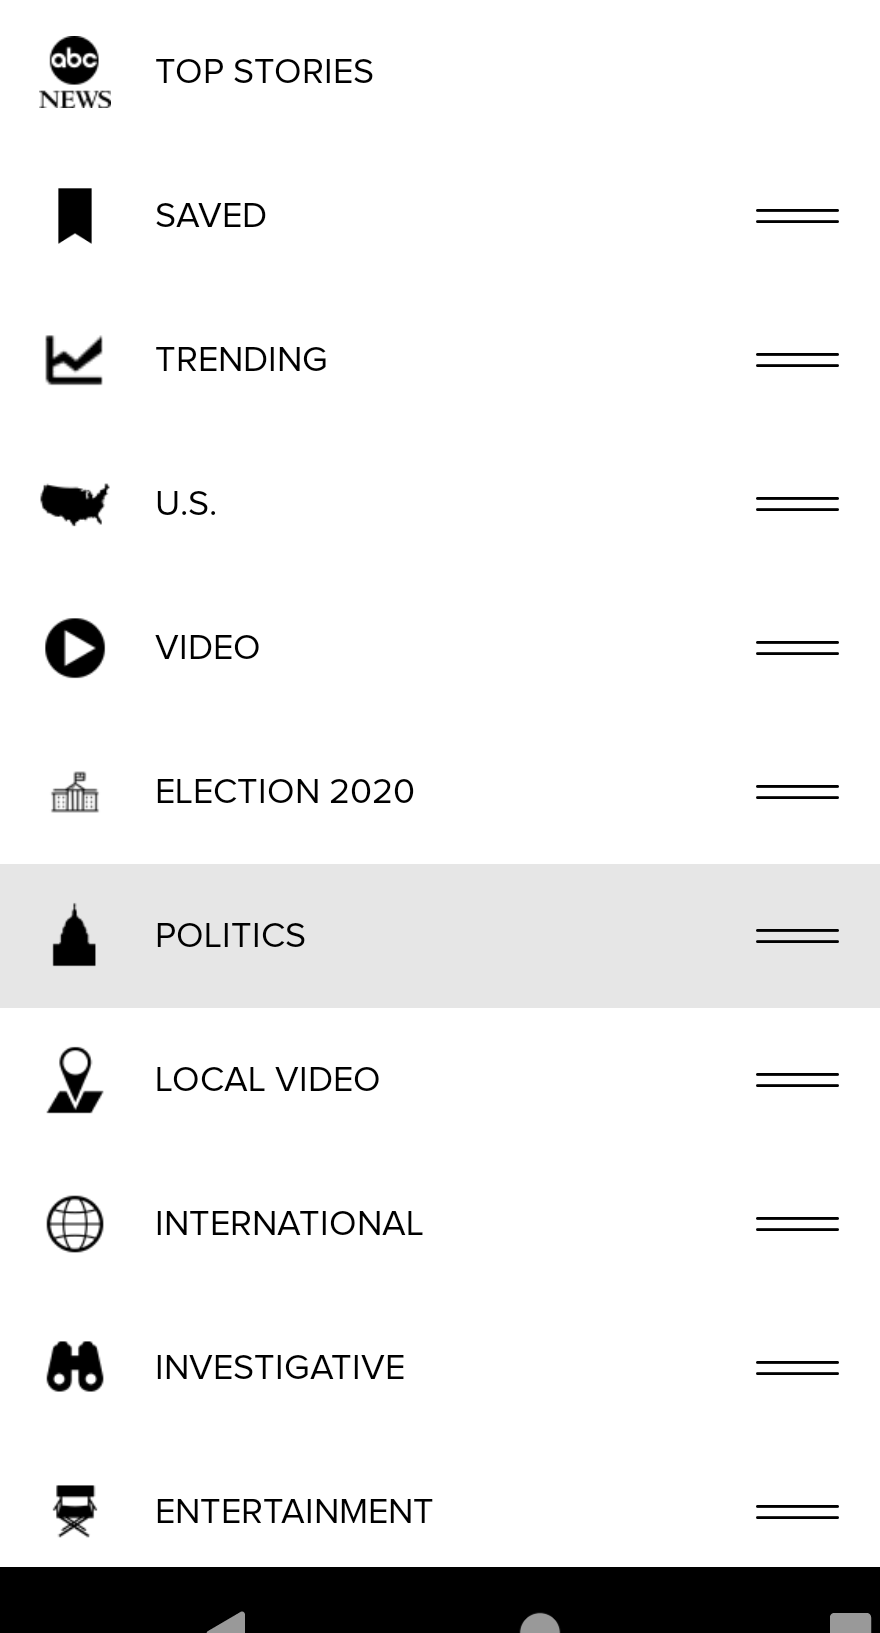 abc
NEWS
TOP STORIES
SAVED
TRENDING
U.S.
VIDEO
ELECTION 2020
POLITICS
LOCAL VIDEO
INTERNATIONAL
INVESTIGATIVE
ENTERTAINMENT